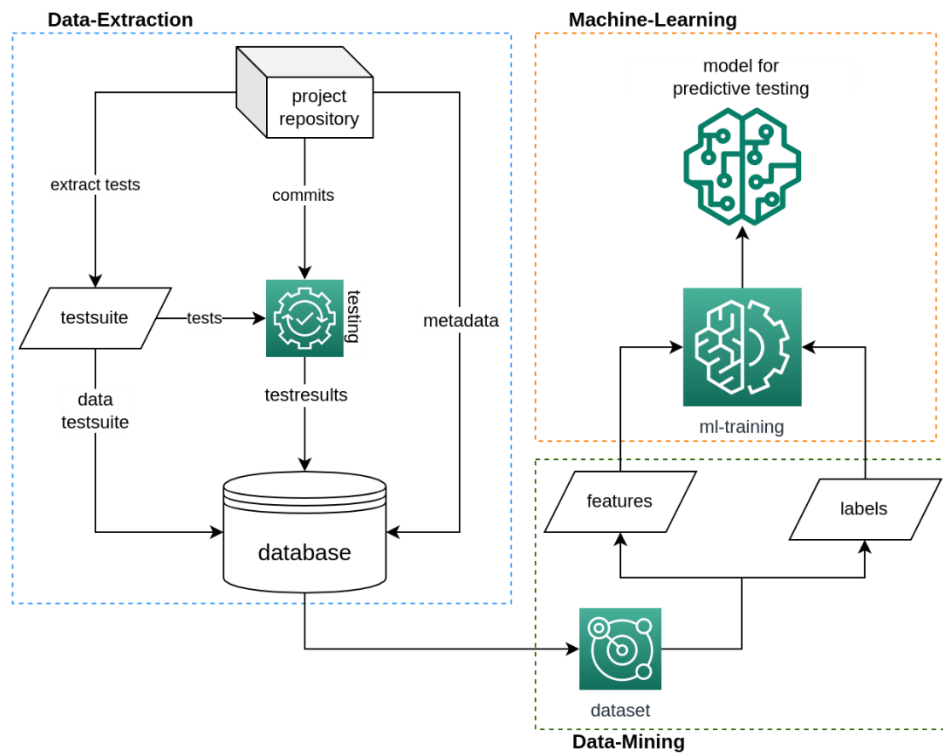 Data-Extraction
project
repository
extract tests
commits
metadata
testsuite
tests
testing
data
testsuite
testresults
database
Machine-Learning
model for
predictive testing
ml-training
features
labels
dataset
Data-Mining